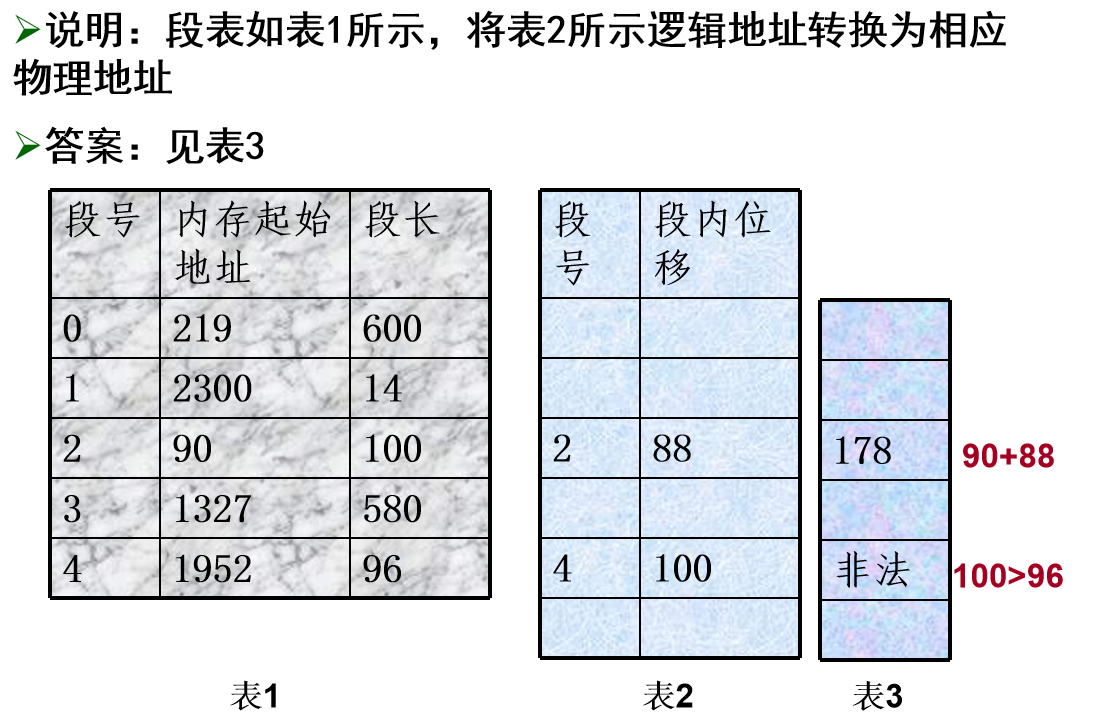 ➢说明：段表如表1所示，将表2所示逻辑地址转换为相应
物理地址
➢答案：见表3
段号 内存起始地址 段长
0 219 600
1 2300 14
2 90 100
3 1327 580
4 1952 96
表1
段号 段内位移
2 88
4 100
表2
178 90+88
非法 100>96
表3